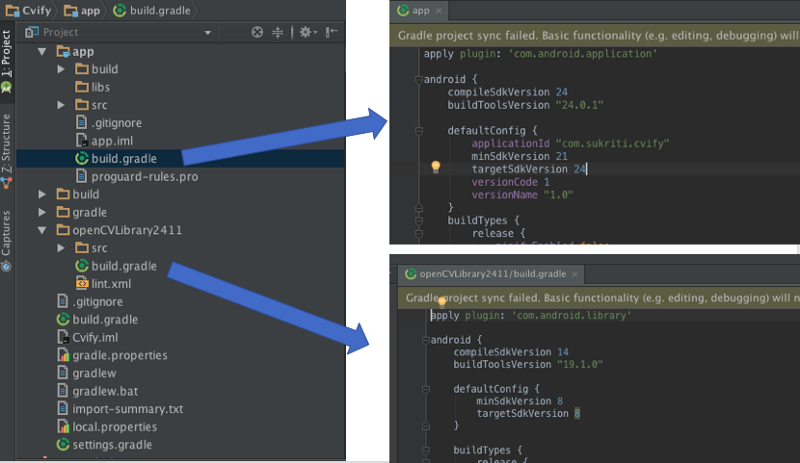 Cvify
app
build.gradle
1: Project
Z: Structure
Captures
Project
app
build
libs
src
.gitignore
app.iml
build.gradle
proguard-rules.pro
build
gradle
openCVLibrary2411
src
build.gradle
lint.xml
.gitignore
build.gradle
Cvify.iml
gradle.properties
gradlew
gradlew.bat
import-summary.txt
local.properties
settings.gradle
app
Gradle project sync failed. Basic functionality (e.g. editing, debugging) will
apply plugin: 'com.android.application'
android {
compileSdkVersion 24
buildToolsVersion "24.0.1"
defaultConfig {
applicationId "com.sukriti.cvify"
minSdkVersion 21
targetSdkVersion 24
versionCode 1
versionName "1.0"
}
buildTypes {
release {
minifyEnabled false
openCVLibrary2411/build.gradle
Gradle project sync failed. Basic functionality (e.g. editing, debugging) will n
apply plugin: 'com.android.library'
android {
compileSdkVersion 14
buildToolsVersion "19.1.0"
defaultConfig {
minSdkVersion 8
targetSdkVersion 8
}
buildTypes {
release {